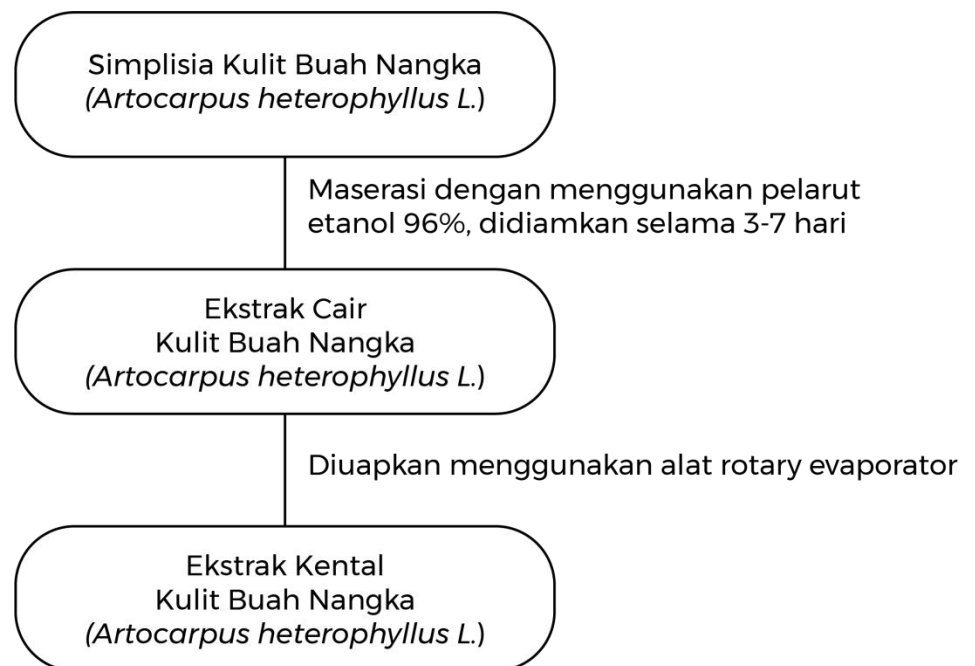 Simplisia Kulit Buah Nangka
(Artocarpus heterophyllus L.)
Maserasi dengan menggunakan pelarut
etanol 96%, didiamkan selama 3-7 hari
Ekstrak Cair
Kulit Buah Nangka
(Artocarpus heterophyllus L.)
Diuapkan menggunakan alat rotary evaporator
Ekstrak Kental
Kulit Buah Nangka
(Artocarpus heterophyllus L.)